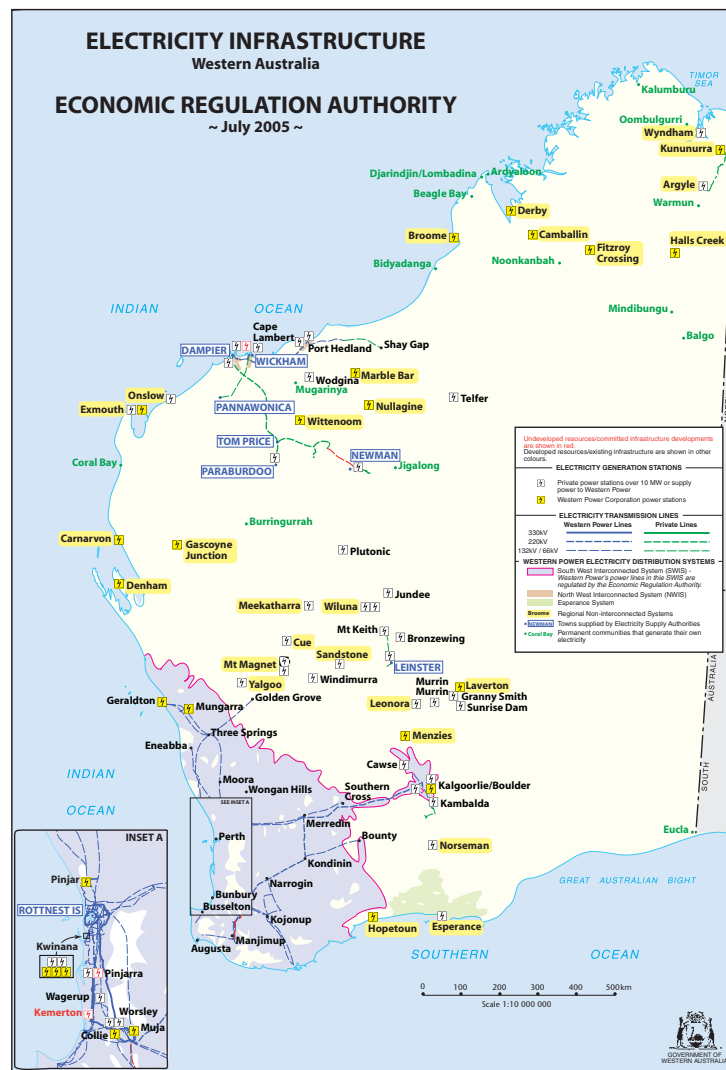 ELECTRICITY INFRASTRUCTURE
Western Australia
ECONOMIC REGULATION AUTHORITY
~ July 2005 ~
TIMOR
SEA
Kalumburu
Oombulgurri
Wyndham
Kununurra
Djarindjin/Lombadina
Ardyaloon
Argyle
Beagle Bay
Warmun
Derby
Broome
Camballin
Halls Creek
Fitzroy
Crossing
Bidyadanga
Noonkanbah
INDIAN
OCEAN
Mindibungu
Cape
Lambert
Balgo
DAMPIER
Port Hedland
Shay Gap
WICKHAM
Wodgina
Marble Bar
Mugarinya
Onslow
Telfer
Exmouth
PANNAWONICA
Nullagine
Wittenoom
TOM PRICE
NEWMAN
Coral Bay
PARABURDOO
Jigalong
Undeveloped resources/committed infrastructure developments
are shown in red.
Developed resources/existing infrastructure are shown in other
colours.
ELECTRICITY GENERATION STATIONS
Private power stations over 10 MW or supply
power to Western Power
Western Power Corporation power stations
ELECTRICITY TRANSMISSION LINES
Western Power Lines
Private Lines
330kV
220kV
132kV / 66kV
WESTERN POWER ELECTRICITY DISTRIBUTION SYSTEMS
South West Interconnected System (SWIS) -
Western Power's power lines in this SWIS are
regulated by the Economic Regulation Authority.
North West Interconnected System (NWIS)
Esperance System
Broome Regional Non-interconnected Systems
NEWMAN Towns supplied by Electricity Supply Authorities
Coral Bay Permanent communities that generate their own
electricity
Burringurrah
Carnarvon
Gascoyne
Junction
Plutonic
Denham
Jundee
Meekatharra
Wiluna
Mt Keith
Bronzewing
Cue
Sandstone
Mt Magnet
LEINSTER
Yalgoo
Windimurra
Murrin
Murrin
Laverton
Golden Grove
Granny Smith
Geraldton
Mungarra
Leonora
Sunrise Dam
Three Springs
Menzies
Eneabba
SOUTH
AUSTRALIA
INDIAN
OCEAN
Cawse
Moora
Wongan Hills
Southern
Cross
Kalgoorlie/Boulder
SEE INSET A
Kambalda
Merredin
Perth
Bounty
Eucla
Norseman
Kondinin
Narrogin
GREAT AUSTRALIAN BIGHT
Bunbury
Busselton
Kojonup
Hopetoun
Esperance
Augusta
Manjimup
SOUTHERN
OCEAN
INSET A
Pinjar
ROTTNEST IS
Kwinana
Pinjarra
Wagerup
Kemerton
Worsley
Collie
Muja
0 100 200 300 400 500km
Scale 1:10 000 000
GOVERNMENT OF
WESTERN AUSTRALIA